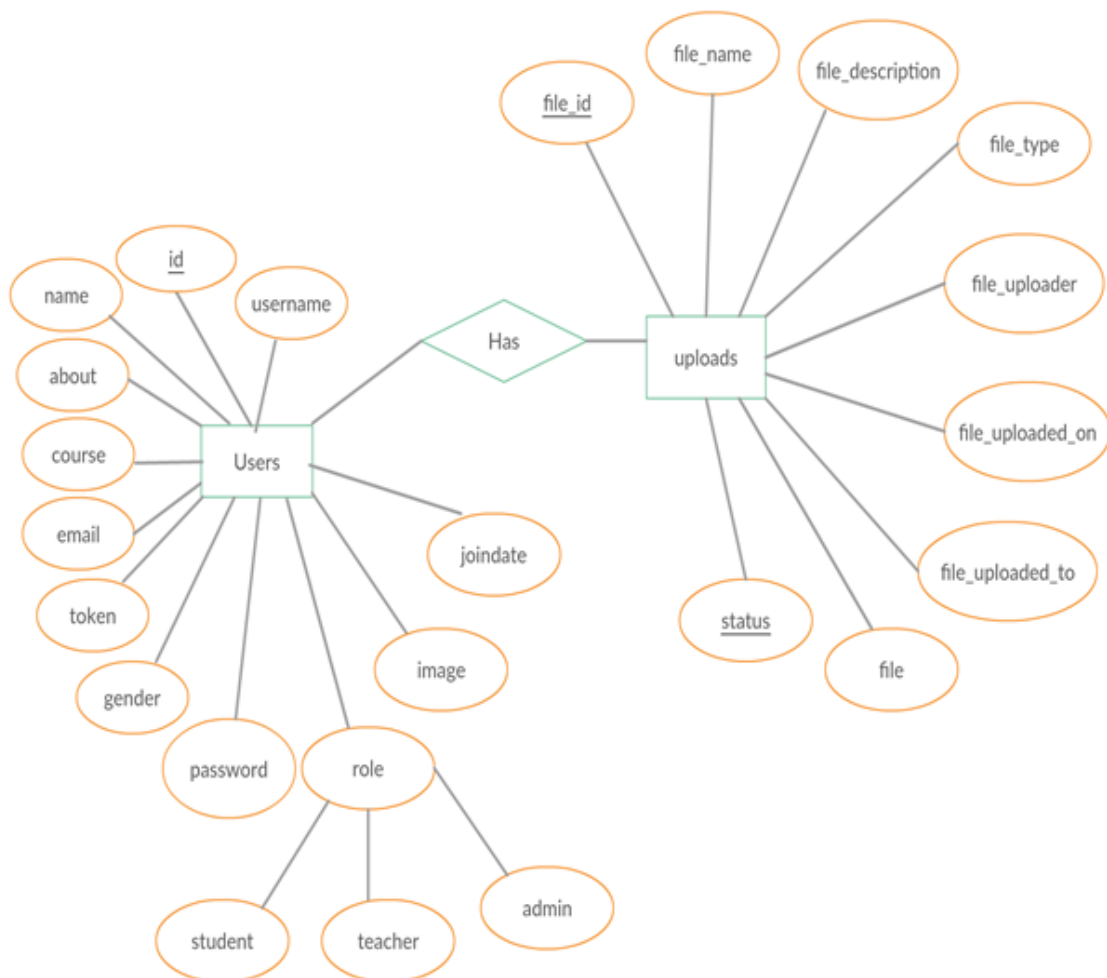 file_name
file_description
file_id
file_type
id
name
username
file_uploader
Has
uploads
about
file_uploaded_on
course
Users
email
joindate
file_uploaded_to
token
status
image
file
gender
password
role
admin
student
teacher